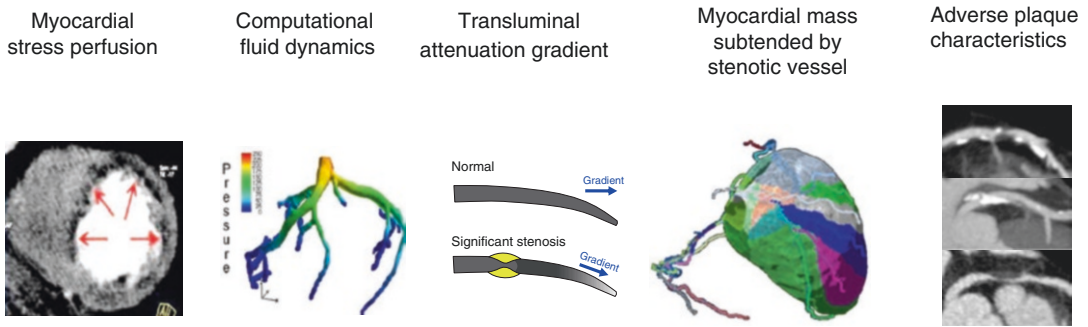 Myocardial
stress perfusion
Computational
fluid dynamics
Transluminal
attenuation gradient
Myocardial mass
subtended by
stenotic vessel
Adverse plaque
characteristics
Pressure
Normal
Gradient
Significant stenosis
Gradient